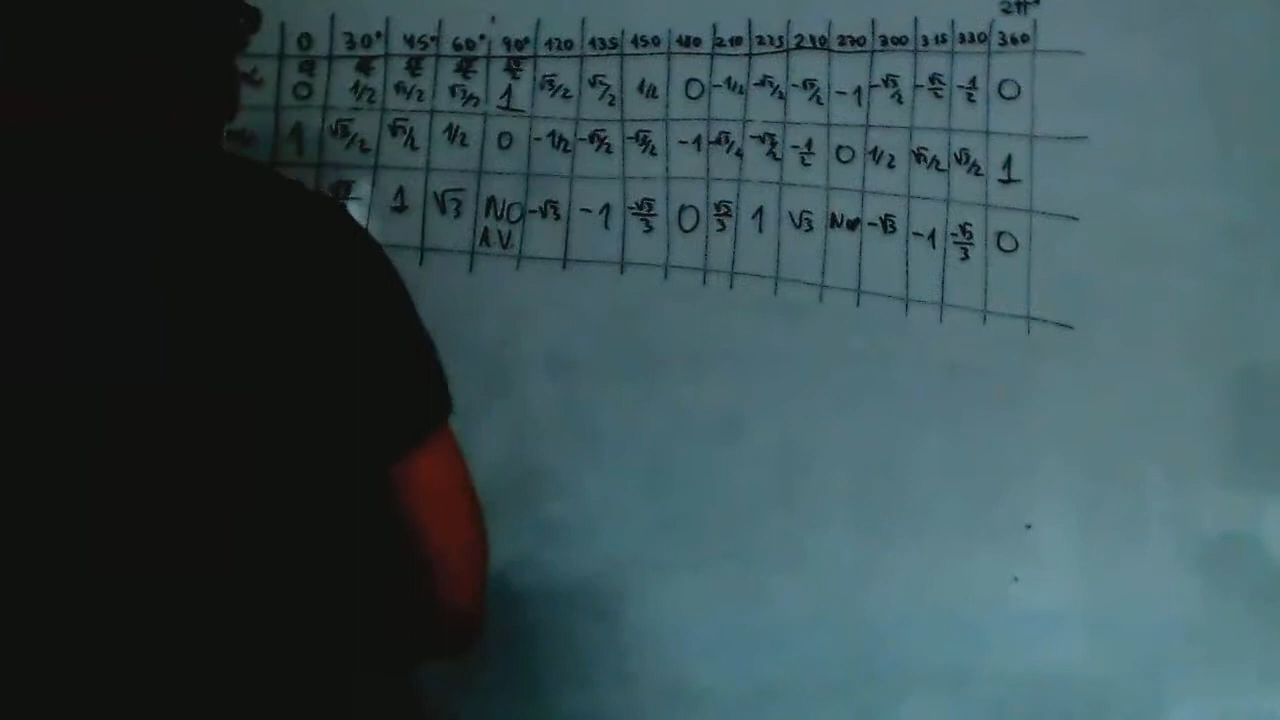 2π
0 30° 45° 60° 90° 120 135 150 180 210 225 240 270 300 315 330 360
0 1/2 √2/2 √3/2 1 √3/2 √2/2 1/2 0 -1/2 -√2/2 -√3/2 -1 -√3/2 -√2/2 -1/2 0
1 √3/2 √2/2 1/2 0 -1/2 -√2/2 -√3/2 -1 -√2/2 -1/2 0 1/2 √2/2 √3/2 1
1 √3 NO -√3 -1 -√3/3 0 √3/3 1 √3 -√3 -1 -√3/3 0